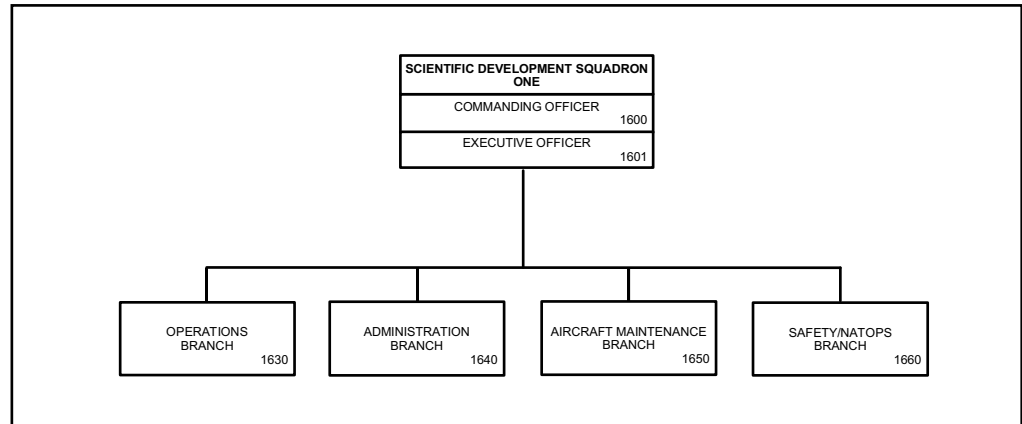 SCIENTIFIC DEVELOPMENT SQUADRON
ONE
COMMANDING OFFICER
1600
EXECUTIVE OFFICER
1601
OPERATIONS
BRANCH
1630
ADMINISTRATION
BRANCH
1640
AIRCRAFT MAINTENANCE
BRANCH
1650
SAFETY/NATOPS
BRANCH
1660